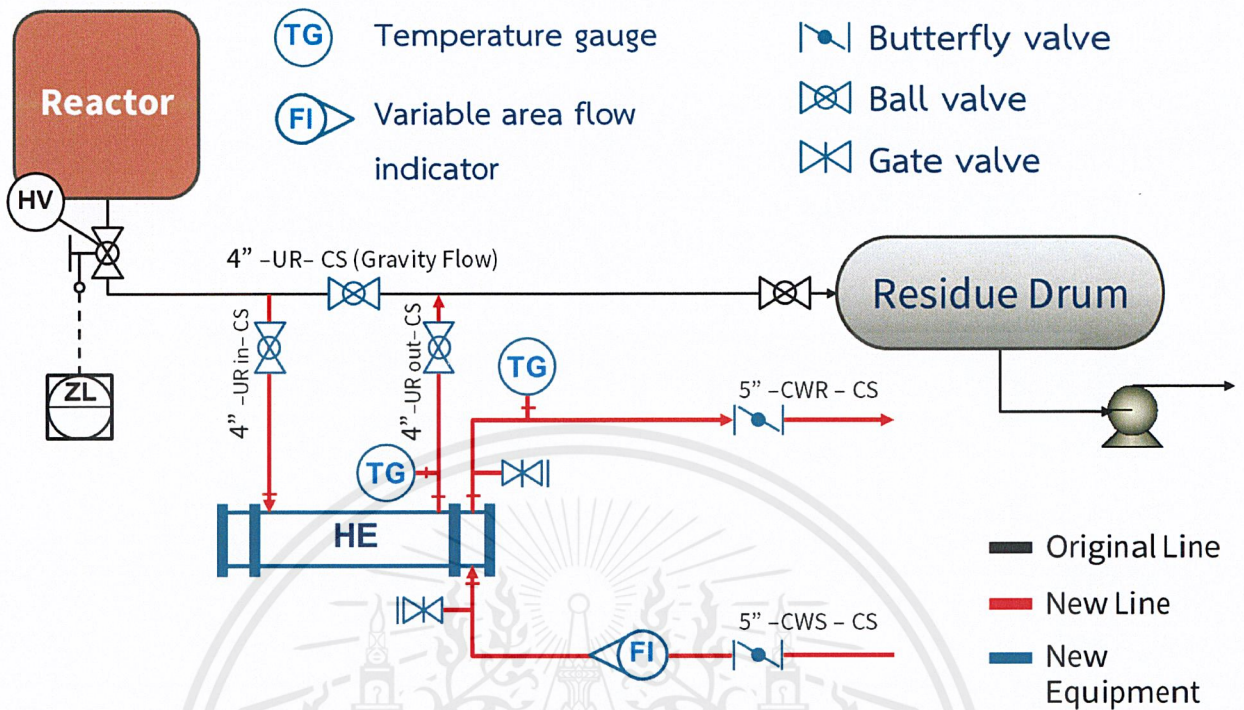 TG Temperature gauge
FI Variable area flow
indicator
Butterfly valve
Ball valve
Gate valve
Reactor
HV
4” –UR– CS (Gravity Flow)
Residue Drum
4” –UR in– CS
4” –UR out– CS
ZL
TG
5” –CWR – CS
TG
HE
5” –CWS – CS
FI
Original Line
New Line
New
Equipment